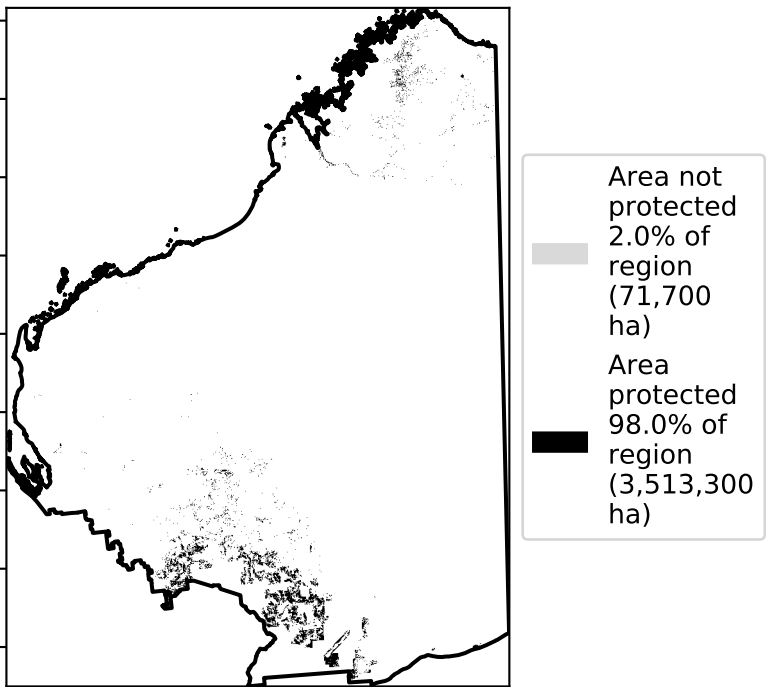 Area not
protected
2.0% of
region
(71,700
ha)
Area
protected
98.0% of
region
(3,513,300
ha)